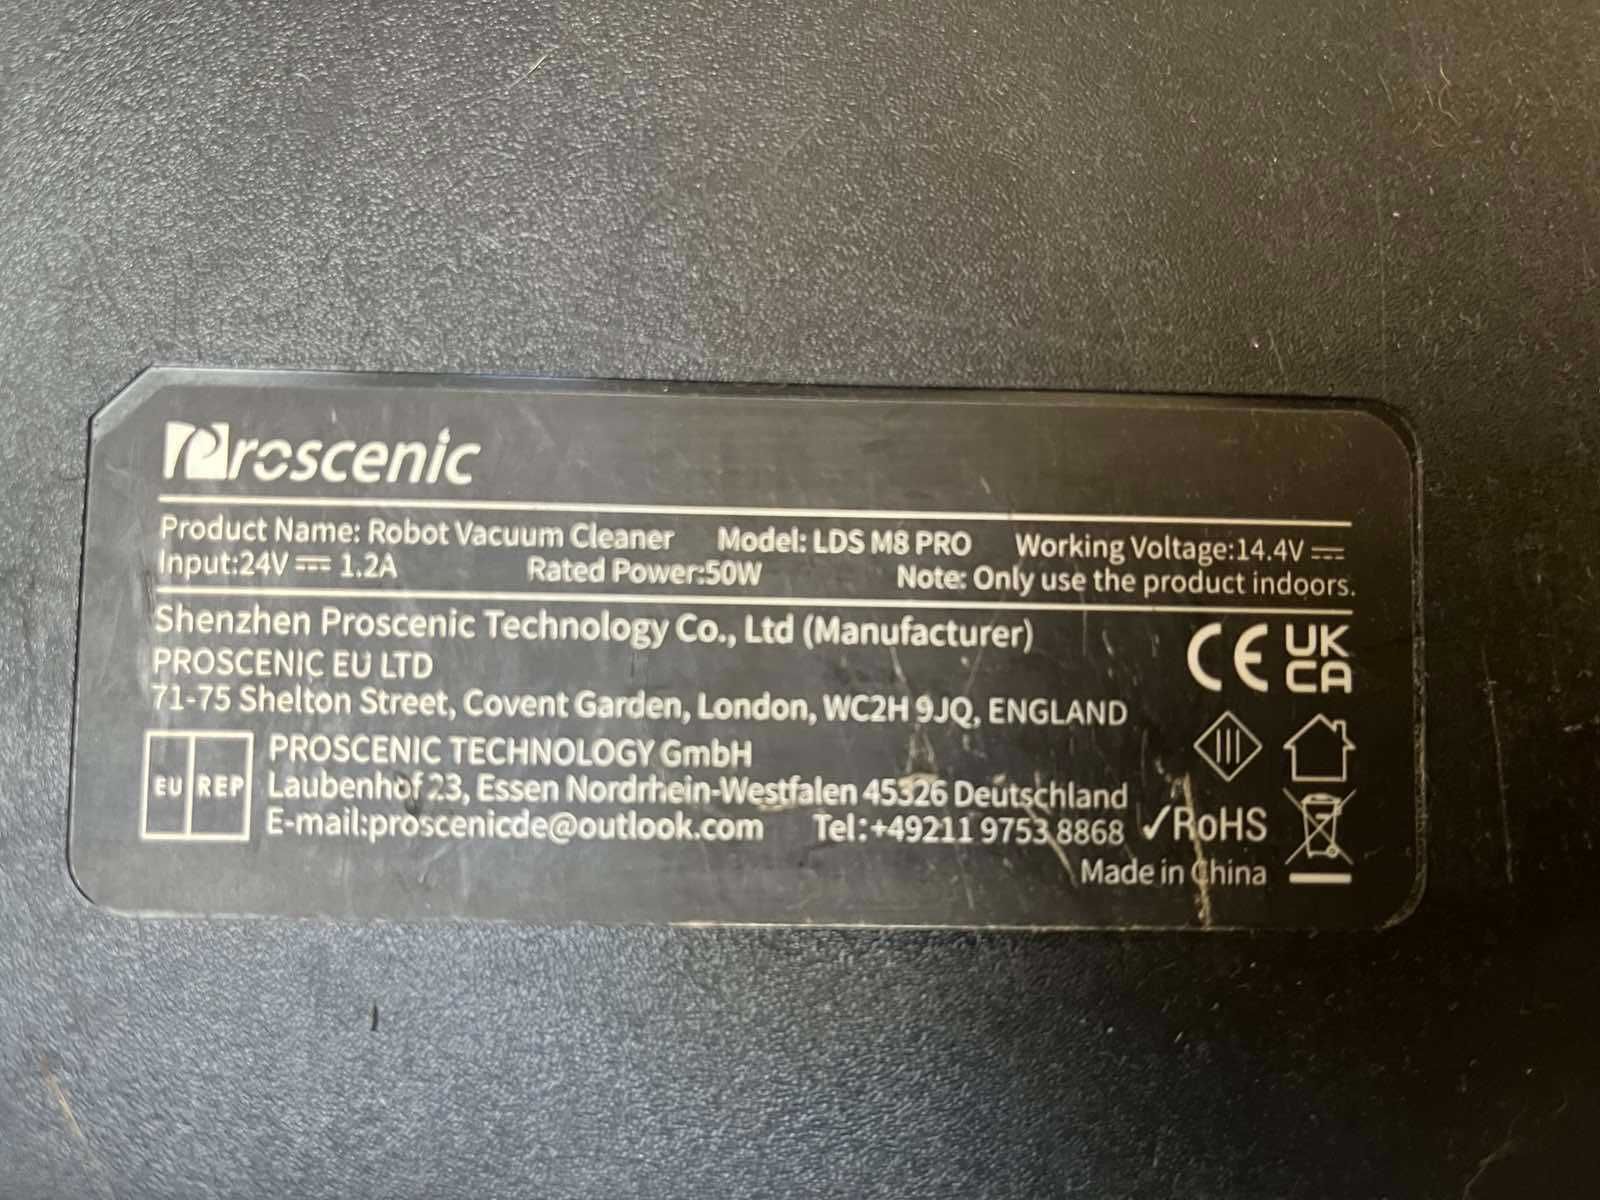 Proscenic
Product Name: Robot Vacuum Cleaner Model: LDS M8 PRO Working Voltage:14.4V ⎓
Input:24V ⎓ 1.2A Rated Power:50W Note: Only use the product indoors.
Shenzhen Proscenic Technology Co., Ltd (Manufacturer)
PROSCENIC EU LTD
71-75 Shelton Street, Covent Garden, London, WC2H 9JQ, ENGLAND
CE UK CA
EU REP
PROSCENIC TECHNOLOGY GmbH
Laubenhof 23, Essen Nordrhein-Westfalen 45326 Deutschland
E-mail:proscenicde@outlook.com Tel:+49211 9753 8868
✓RoHS
Made in China